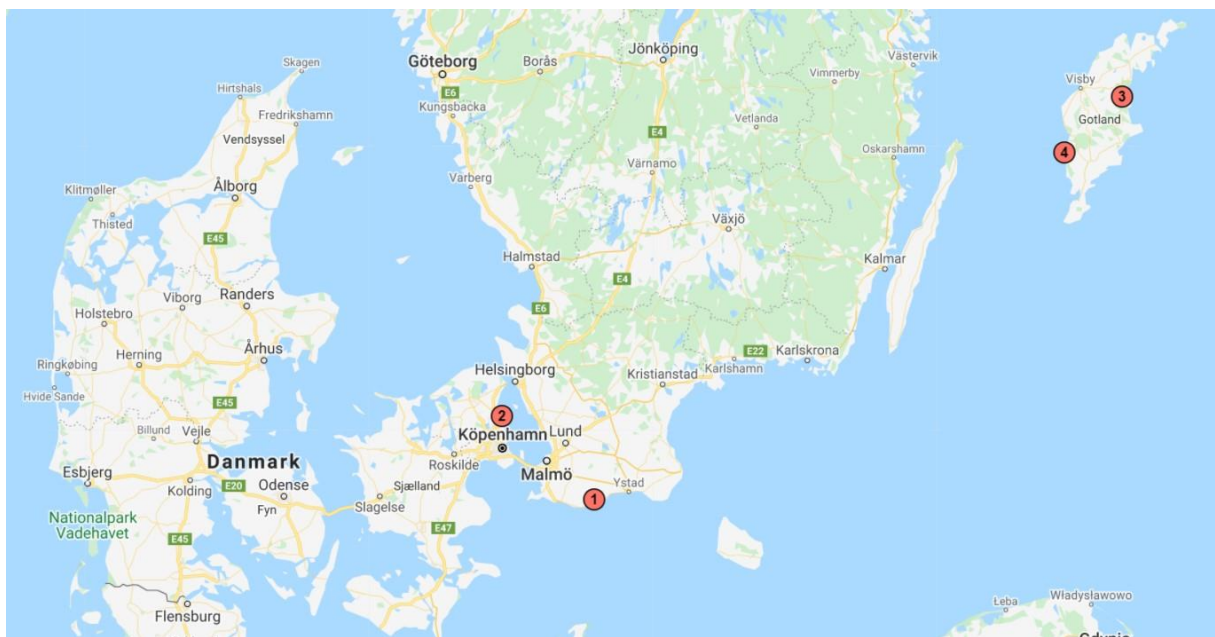 Göteborg
Borås
Jönköping
Västervik
Skagen
Vimmerby
Visby
3
Hirtshals
E6
Kungsbacka
Fredrikshamn
Vetlanda
Gotland
Vendsyssel
E4
Oskarshamn
4
Värnamo
Varberg
Klitmøller
Ålborg
Thisted
Växjö
E45
Halmstad
Kalmar
E4
Viborg
Randers
E6
Holstebro
Århus
Herning
E22
Karlskrona
Ringkøbing
Helsingborg
Karlshamn
Kristianstad
Hvide Sande
E45
2
Billund
Vejle
Köpenhamn
Lund
Roskilde
Danmark
Malmö
Esbjerg
Kolding
E20
Odense
Sjælland
Ystad
Fyn
Slagelse
1
Nationalpark
Vadehavet
E47
E45
Flensburg
Łeba
Władysławowo